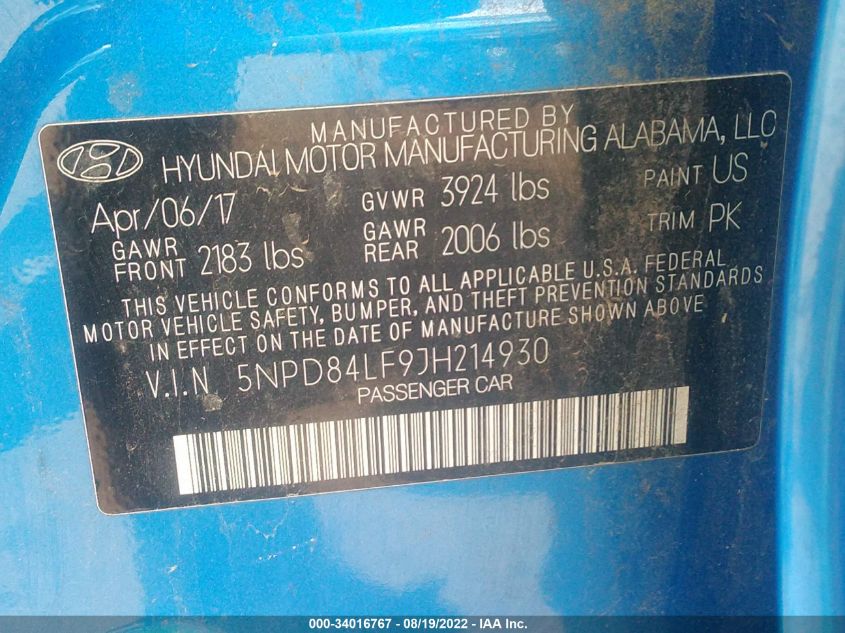 MANUFACTURED BY
HYUNDAI MOTOR MANUFACTURING ALABAMA, LLC
Apr/06/17 GVWR 3924 lbs PAINT US
GAWR FRONT 2183 lbs GAWR REAR 2006 lbs TRIM PK
THIS VEHICLE CONFORMS TO ALL APPLICABLE U.S.A. FEDERAL
MOTOR VEHICLE SAFETY, BUMPER, AND THEFT PREVENTION STANDARDS
IN EFFECT ON THE DATE OF MANUFACTURE SHOWN ABOVE
V.I.N 5NPD84LF9JH214930
PASSENGER CAR
000-34016767 - 08/19/2022 - IAA Inc.